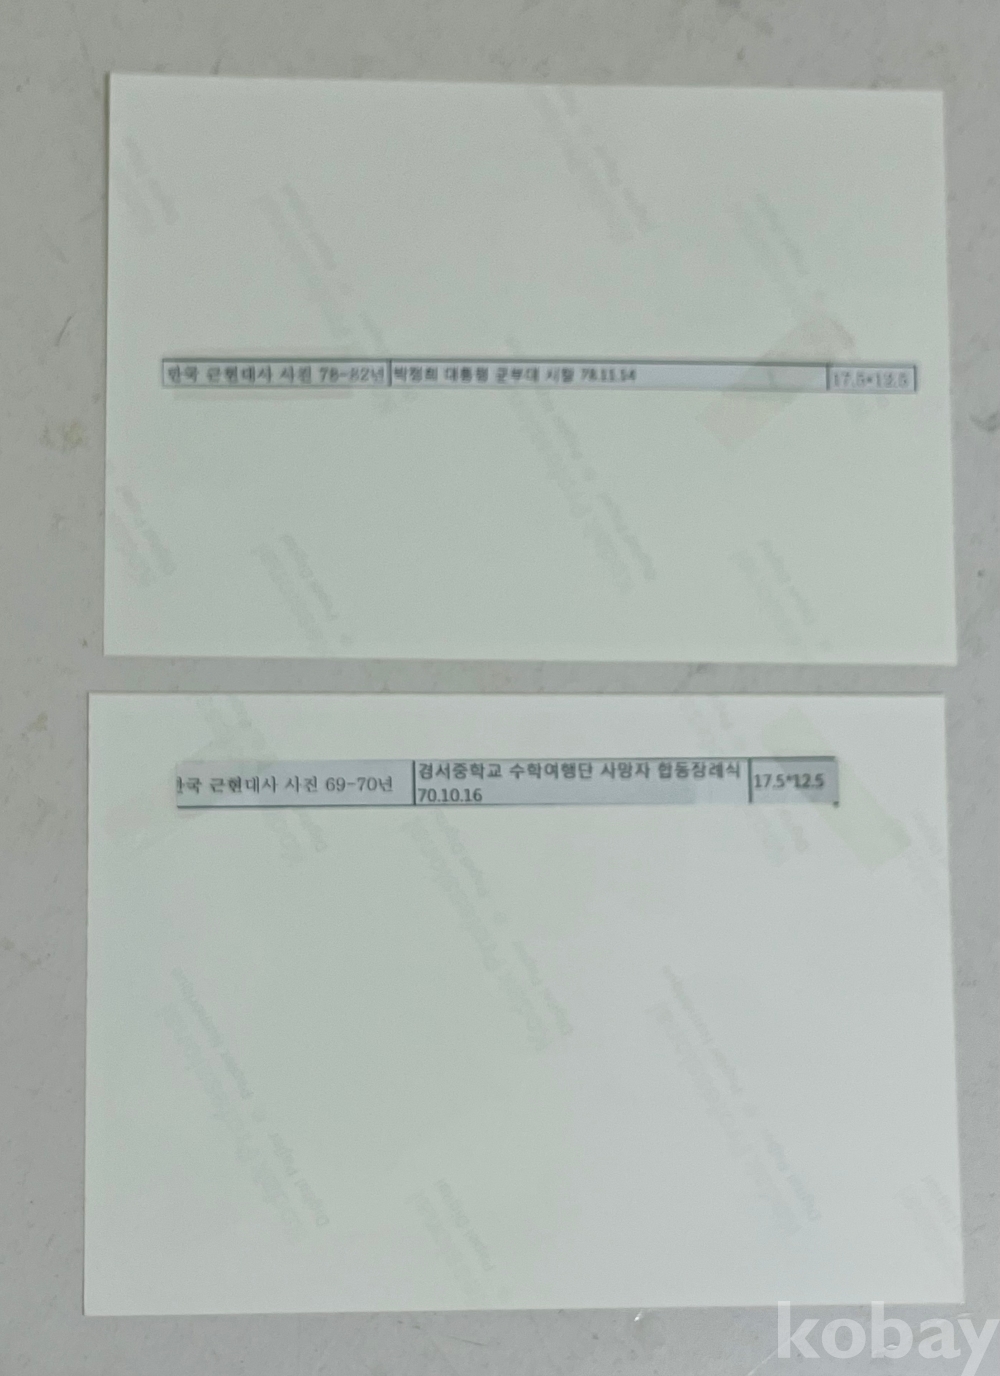 한국 근현대사 사진 78-82년 박정희 대통령 군부대 시찰 78.11.14 17.5*12.5
한국 근현대사 사진 69-70년 경서중학교 수학여행단 사망자 합동장례식 17.5*12.5
70.10.16
kobay